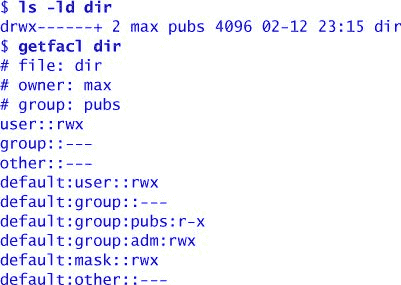 $ ls -ld dir
drwx------+ 2 max pubs 4096 02-12 23:15 dir
$ getfacl dir
# file: dir
# owner: max
# group: pubs
user::rwx
group::---
other::---
default:user::rwx
default:group::---
default:group:pubs:r-x
default:group:adm:rwx
default:mask::rwx
default:other::---